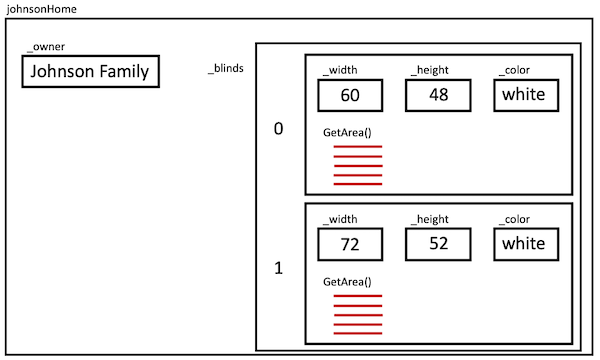 johnsonHome
_owner
Johnson Family
_blinds
0
_width _height _color
60 48 white
GetArea()
1
_width _height _color
72 52 white
GetArea()